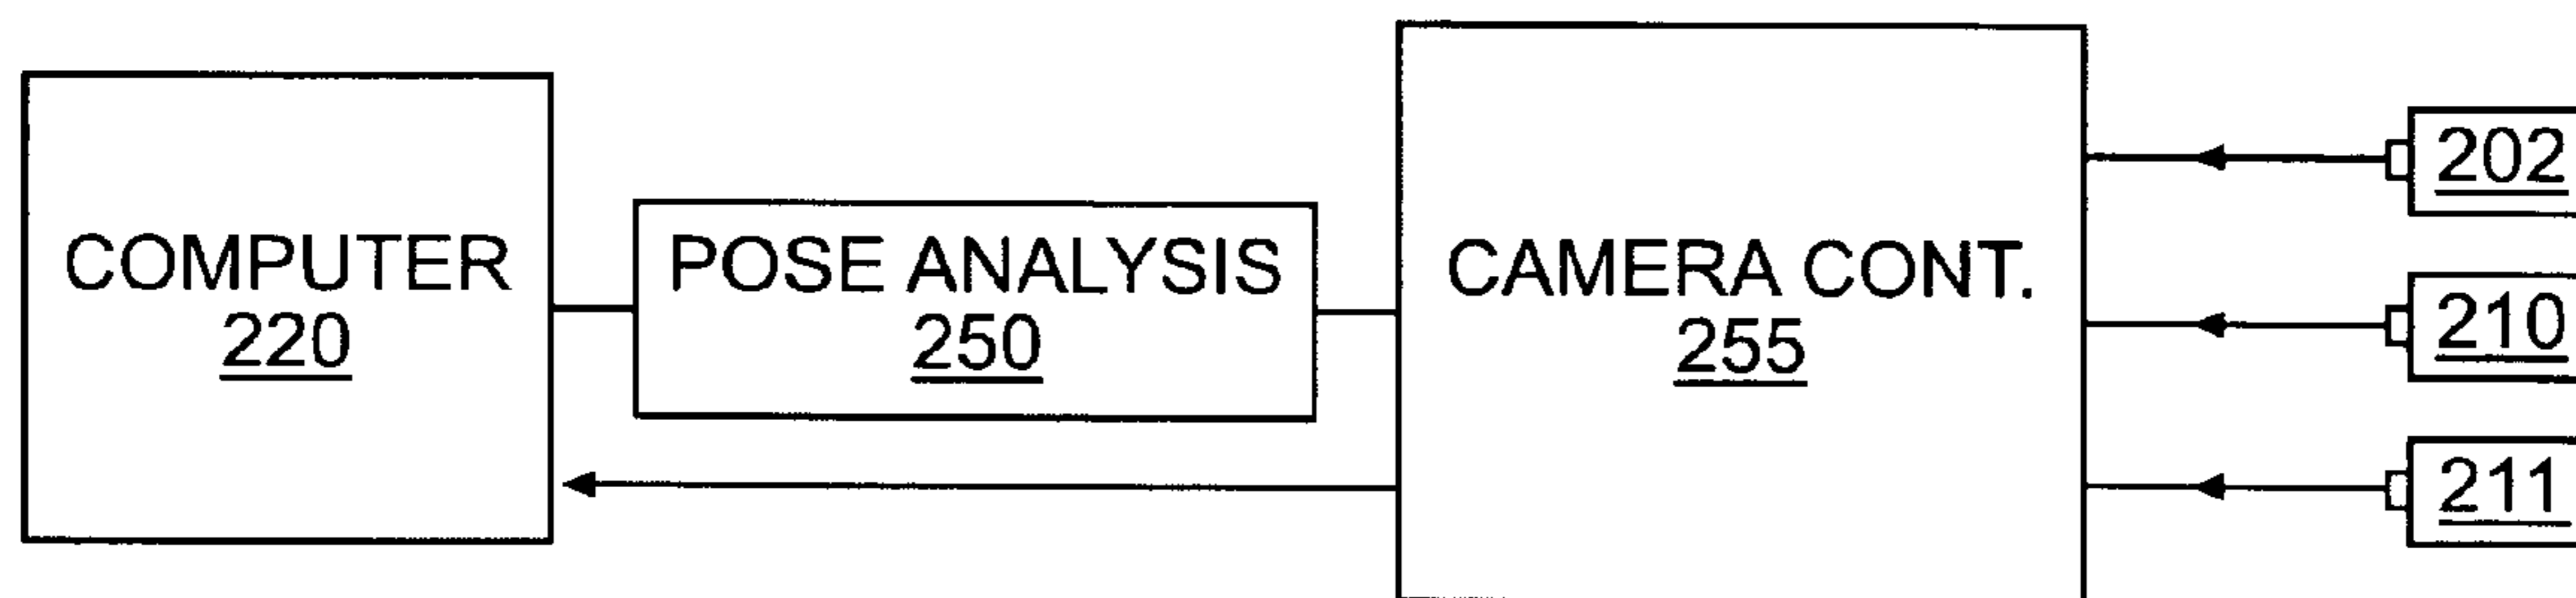 COMPUTER
220
POSE ANALYSIS
250
CAMERA CONT.
255
202
210
211